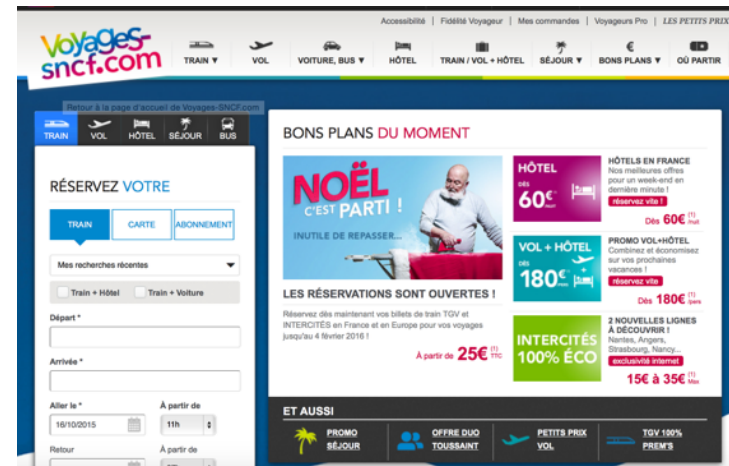 Accessibilité | Fidélité Voyageur | Mes commandes | Voyageurs Pro | LES PETITS PRIX
Voyages-
sncf.com
TRAIN ▼ VOL VOITURE, BUS ▼ HÔTEL TRAIN / VOL + HÔTEL SÉJOUR ▼ BONS PLANS ▼ OÙ PARTIR
Retour à la page d'accueil de Voyages-SNCF.com
TRAIN VOL HÔTEL SÉJOUR BUS
RÉSERVEZ VOTRE
TRAIN CARTE ABONNEMENT
Mes recherches récentes
Train + Hôtel Train + Voiture
Départ *
Arrivée *
Aller le * À partir de
16/10/2015 11h
Retour À partir de
BONS PLANS DU MOMENT
NOËL
C'EST PARTI !
INUTILE DE REPASSER...
LES RÉSERVATIONS SONT OUVERTES !
Réservez dès maintenant vos billets de train TGV et
INTERCITÉS en France et en Europe pour vos voyages
jusqu'au 4 février 2016 !
À partir de 25€ (1) TTC
HÔTEL
DÈS
60€ /nuit
HÔTELS EN FRANCE
Nos meilleures offres
pour un week-end en
dernière minute !
réservez vite !
Dès 60€ (1) /nuit
VOL + HÔTEL
DÈS
180€
PROMO VOL+HÔTEL
Combinez et économisez
sur vos prochaines
vacances !
réservez vite
Dès 180€ (1) /pers
INTERCITÉS
100% ÉCO
2 NOUVELLES LIGNES
À DÉCOUVRIR !
Nantes, Angers,
Strasbourg, Nancy...
exclusivité internet
15€ à 35€ (1) Max
ET AUSSI
PROMO
SÉJOUR
OFFRE DUO
TOUSSAINT
PETITS PRIX
VOL
TGV 100%
PREM'S